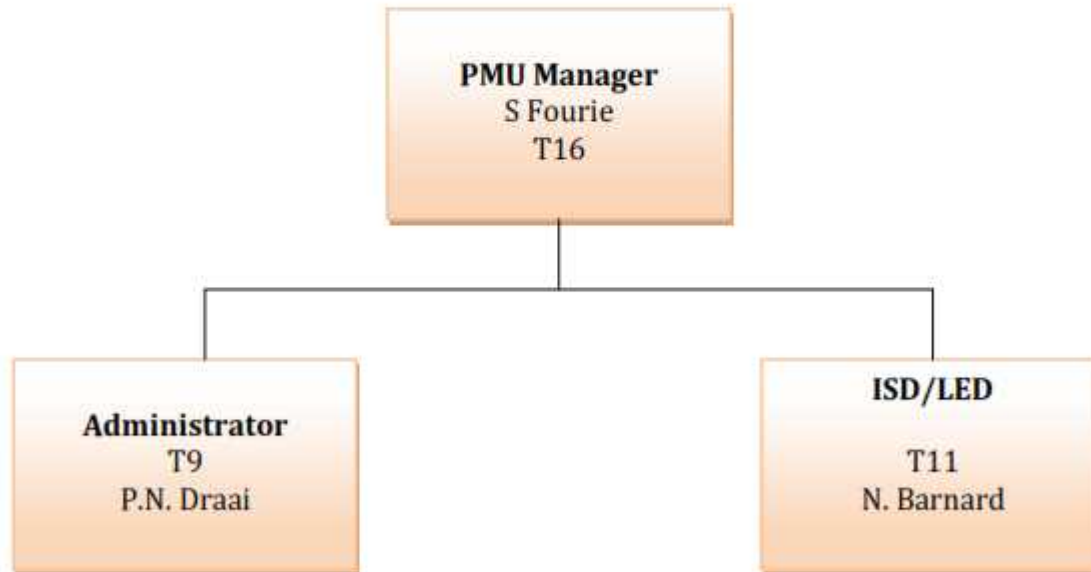 PMU Manager
S Fourie
T16
Administrator
T9
P.N. Draai
ISD/LED
T11
N. Barnard